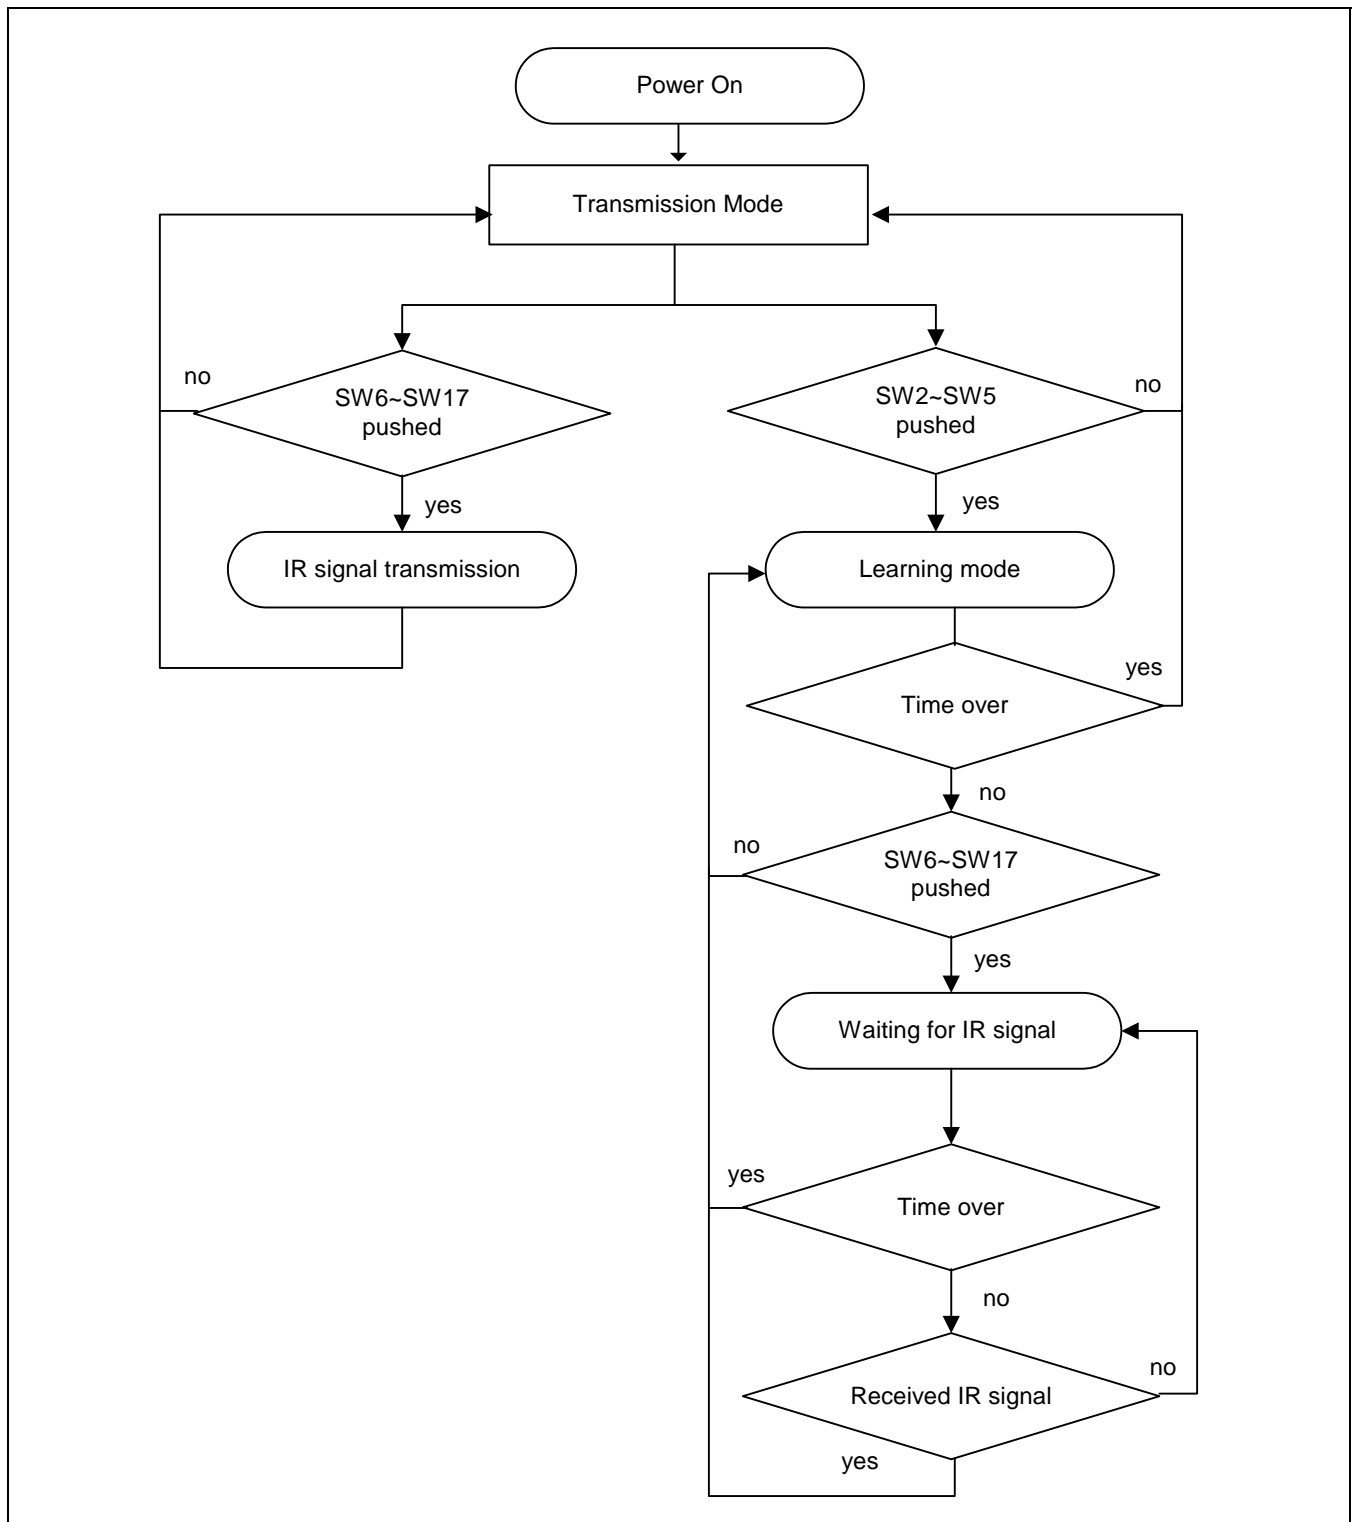 Power On
Transmission Mode
no
SW6~SW17
pushed
yes
IR signal transmission
SW2~SW5
pushed
no
yes
Learning mode
Time over
yes
no
SW6~SW17
pushed
no
yes
Waiting for IR signal
Time over
yes
no
Received IR signal
no
yes